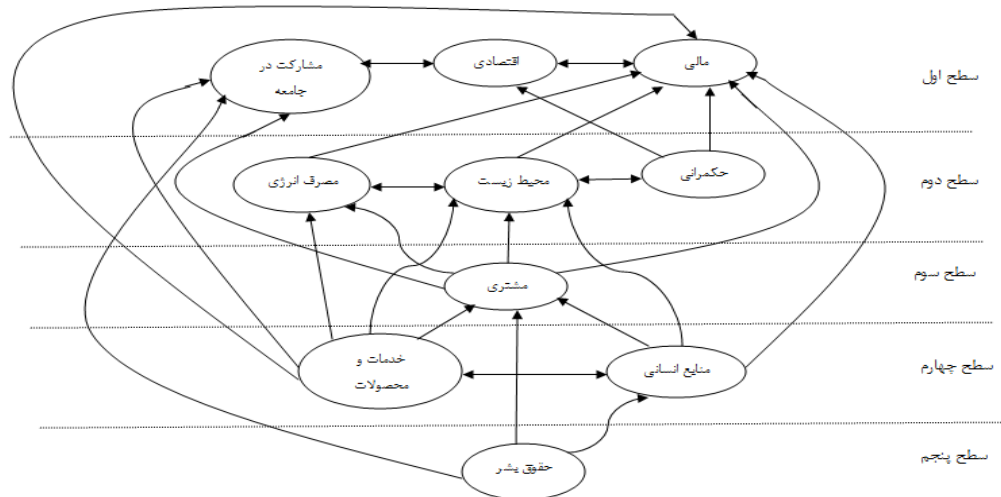 مشارکت در
جامعه
اقتصادی
مالی
سطح اول
مصرف انرژی
محیط زیست
حکمرانی
سطح دوم
مشتری
سطح سوم
خدمات و
محصولات
منابع انسانی
سطح چهارم
حقوق بشر
سطح پنجم